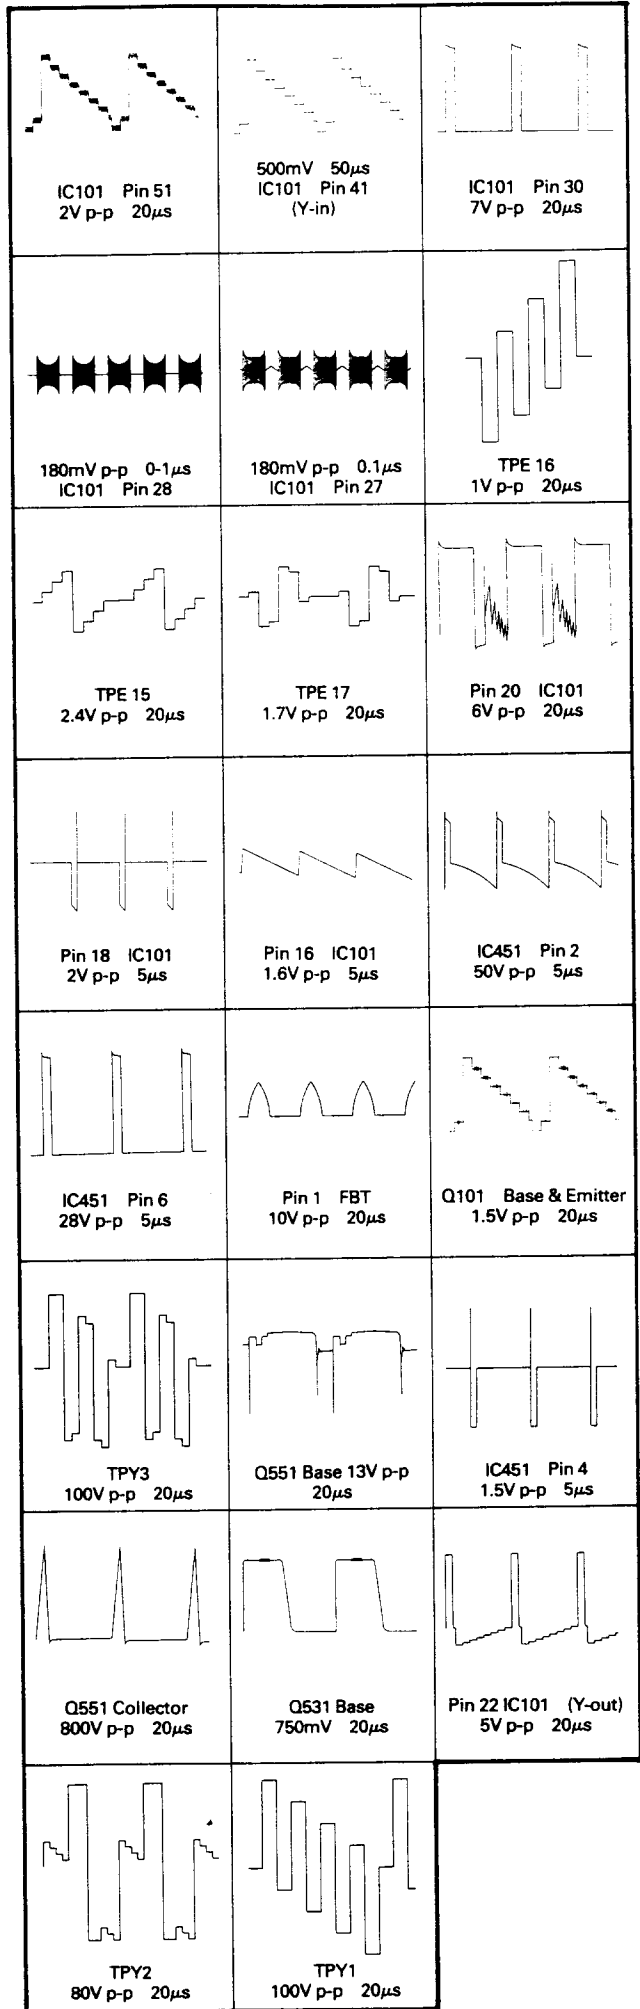 IC101 Pin 51
2V p-p 20μs
500mV 50μs
IC101 Pin 41
(Y-in)
IC101 Pin 30
7V p-p 20μs
180mV p-p 0-1μs
IC101 Pin 28
180mV p-p 0.1μs
IC101 Pin 27
TPE 16
1V p-p 20μs
TPE 15
2.4V p-p 20μs
TPE 17
1.7V p-p 20μs
Pin 20 IC101
6V p-p 20μs
Pin 18 IC101
2V p-p 5μs
Pin 16 IC101
1.6V p-p 5μs
IC451 Pin 2
50V p-p 5μs
IC451 Pin 6
28V p-p 5μs
Pin 1 FBT
10V p-p 20μs
Q101 Base & Emitter
1.5V p-p 20μs
TPY3
100V p-p 20μs
Q551 Base 13V p-p
20μs
IC451 Pin 4
1.5V p-p 5μs
Q551 Collector
800V p-p 20μs
Q531 Base
750mV 20μs
Pin 22 IC101 (Y-out)
5V p-p 20μs
TPY2
80V p-p 20μs
TPY1
100V p-p 20μs